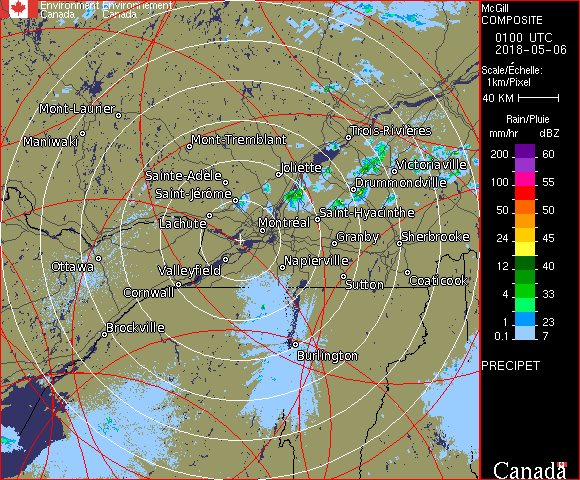 Environment Environnement
Canada Canada
McGill
COMPOSITE
0100 UTC
2018-05-06
Scale/Échelle:
1km/Pixel
40 KM
Rain/Pluie
mm/hr dBZ
200 60
100 55
50 50
24 45
12 40
8 33
4 30
1 23
0.1 7
PRECIPET
Canada
Mont-Laurier
Maniwaki
Mont-Tremblant
Trois-Rivières
Sainte-Adèle
Joliette
Victoriaville
Saint-Jérôme
Drummondville
Lachute
Montréal
Saint-Hyacinthe
Granby
Sherbrooke
Ottawa
Valleyfield
Napierville
Cornwall
Sutton
Coaticook
Brockville
Burlington